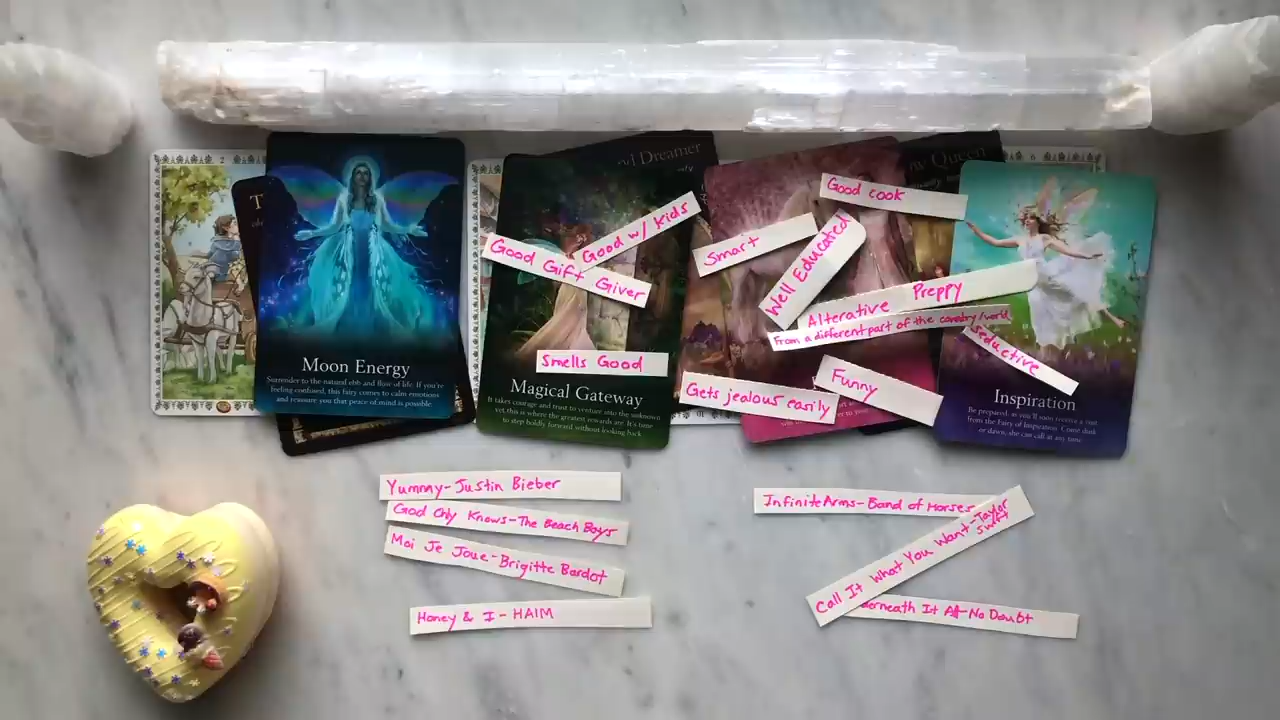 2
T
Moon Energy
Surrender to the natural ebb and flow of life. If you're
feeling confused, this fairy comes to calm emotions
and reassure you that peace of mind is possible.
Dreamer
Good w/ kids
Good Gift Giver
Smells Good
Magical Gateway
It takes courage and trust to venture into the unknown
yet this is where the greatest rewards are. It's time
to step boldly forward without looking back
Queen
6
Good cook
Smart
Well Educated
Alterative Preppy
From a different part of the country/world
Seductive
Gets jealous easily
Funny
Inspiration
Be prepared, as you'll soon receive a visit
from the Fairy of Inspiration. Come dusk
or dawn, she can call at any time.
Yummy-Justin Bieber
God Only Knows-The Beach Boys
Moi Je Joue-Brigitte Bardot
Honey & I-HAIM
Infinite Arms-Band of Horses
Call It What You Want-Taylor
Swift
It All-No Doubt